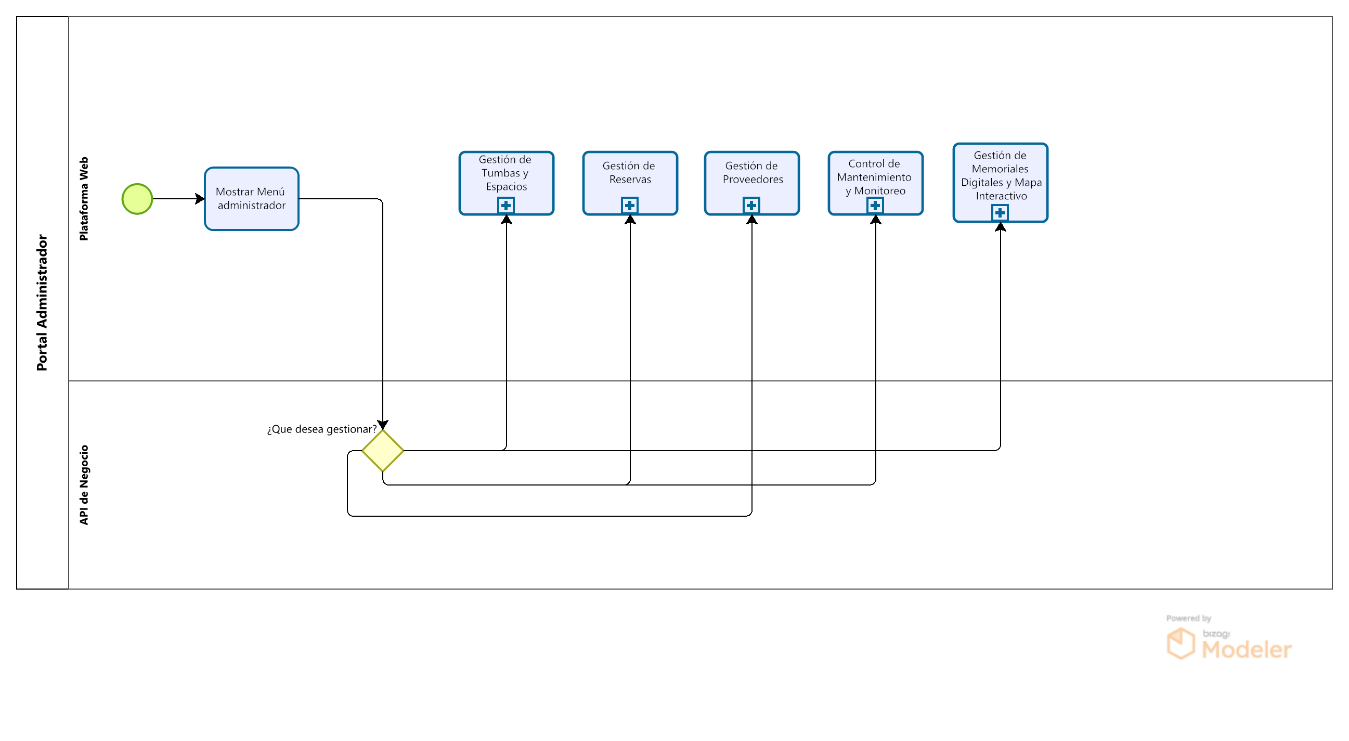 Portal Administrador
Plataforma Web
Mostrar Menú
administrador
Gestión de
Tumbas y
Espacios
Gestión de
Reservas
Gestión de
Proveedores
Control de
Mantenimiento
y Monitoreo
Gestión de
Memoriales
Digitales y Mapa
Interactivo
API de Negocio
¿Que desea gestionar?
Powered by
bizagi
Modeler